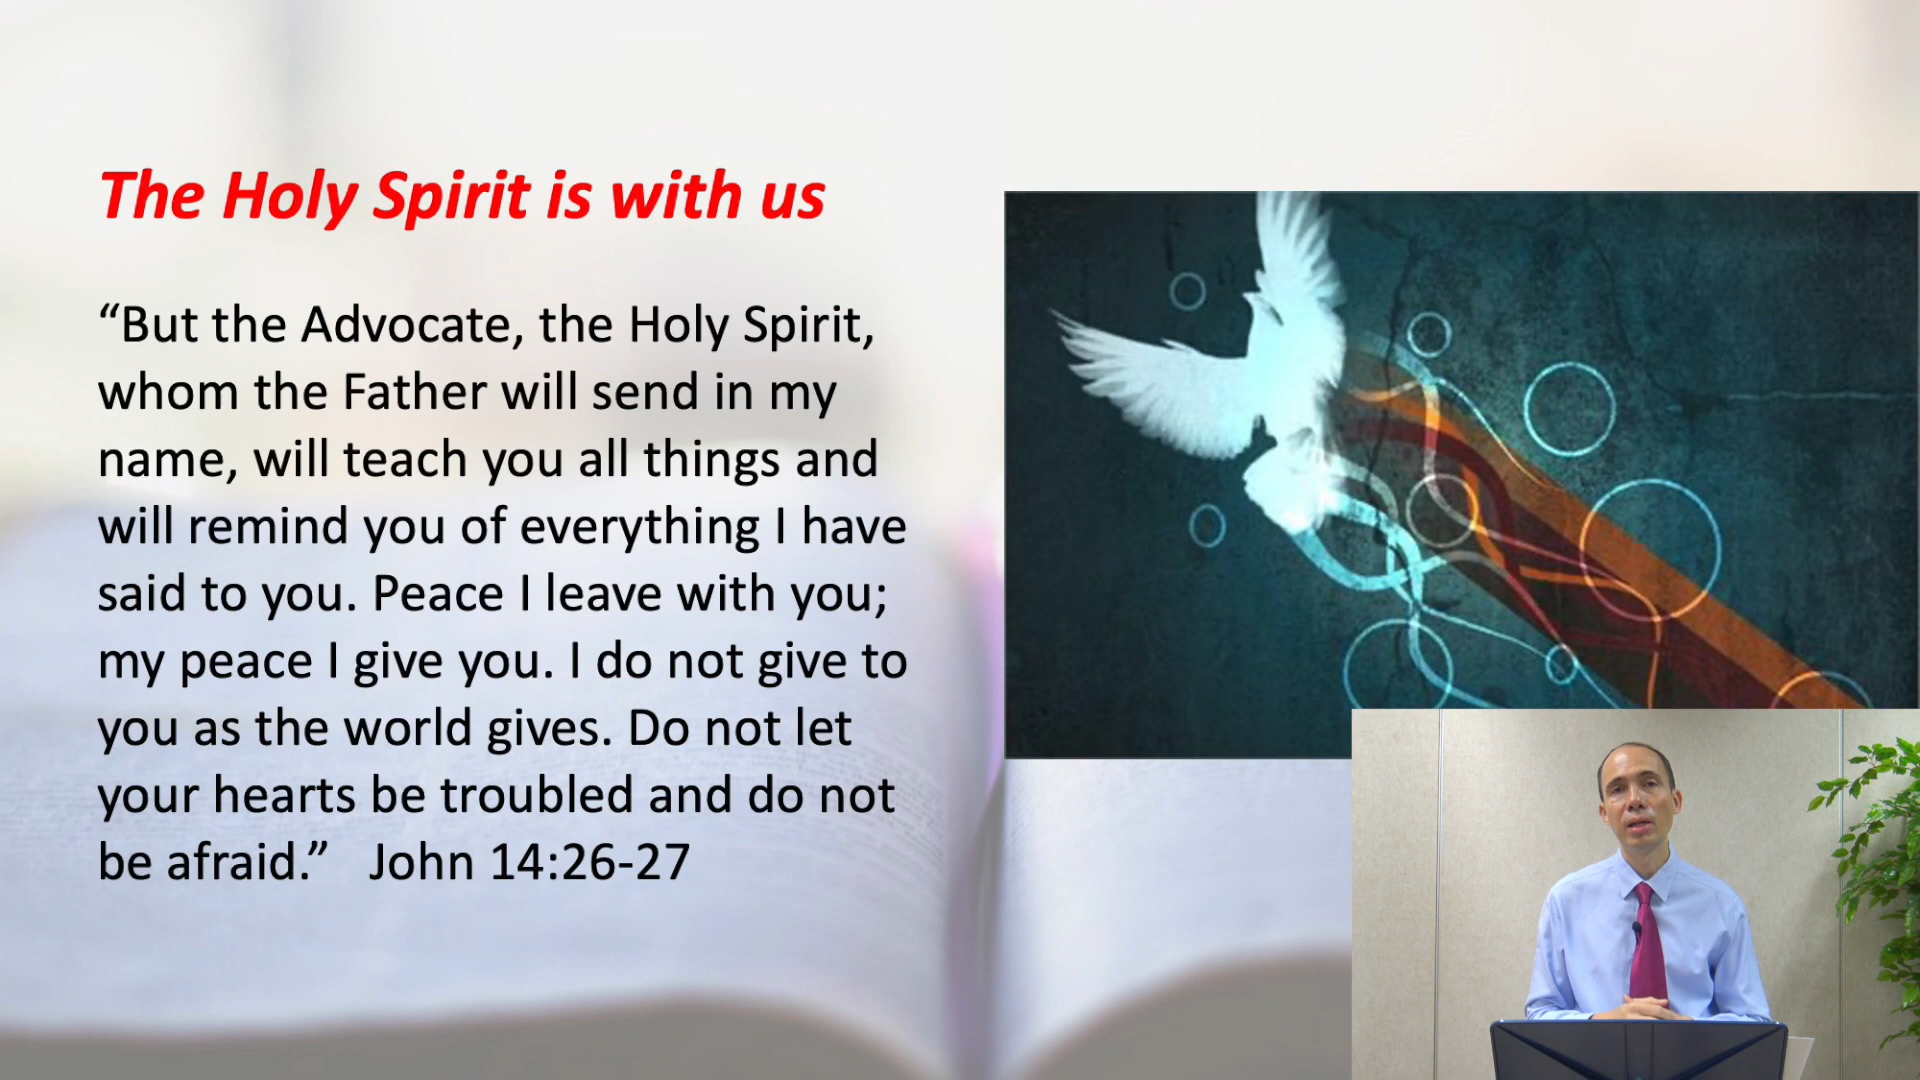 The Holy Spirit is with us
“But the Advocate, the Holy Spirit,
whom the Father will send in my
name, will teach you all things and
will remind you of everything I have
said to you. Peace I leave with you;
my peace I give you. I do not give to
you as the world gives. Do not let
your hearts be troubled and do not
be afraid.”   John 14:26-27